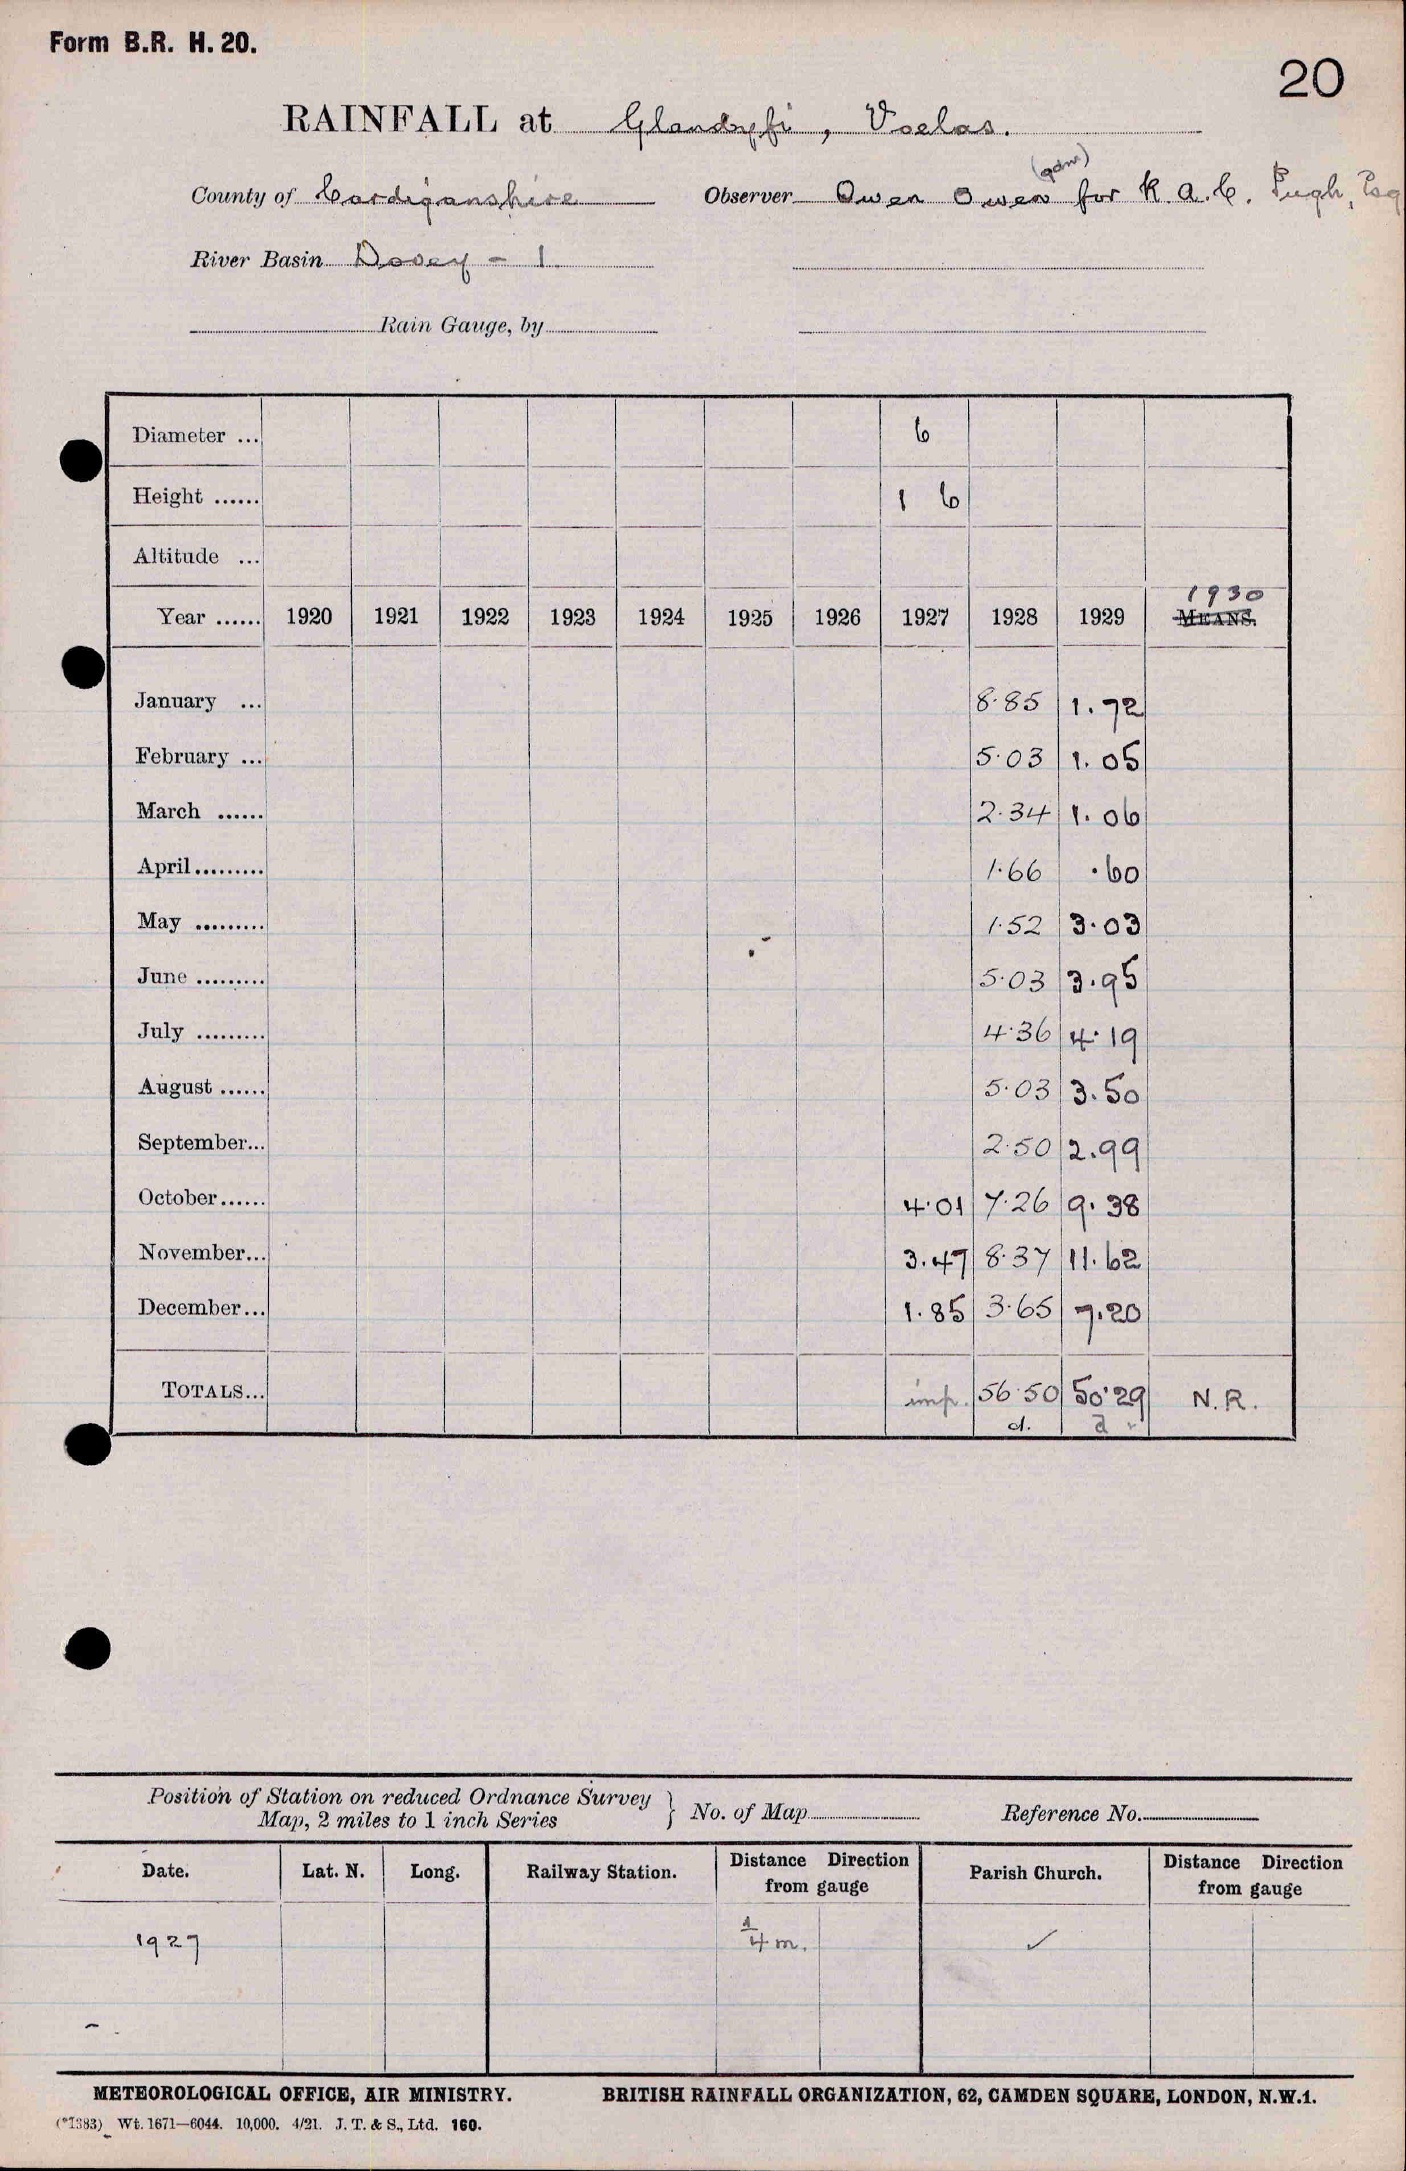 Form B.R. H. 20.
20
RAINFALL at Glandyfi, Voelas.
(gdnr)
County of Cardiganshire Observer Owen Owen for R. A. C. Pugh, Esq
River Basin Dovey - 1
Rain Gauge, by
Diameter ... 6
Height ...... 1 6
Altitude ...
1930
Year ...... 1920 1921 1922 1923 1924 1925 1926 1927 1928 1929 MEANS.
January ... 8.85 1.72
February ... 5.03 1.05
March ...... 2.34 1.06
April......... 1.66 .60
May ......... 1.52 3.03
June ......... 5.03 3.95
July ......... 4.36 4.19
August ...... 5.03 3.50
September... 2.50 2.99
October...... 4.01 7.26 9.38
November... 3.47 8.37 11.62
December... 1.85 3.65 7.20
TOTALS... imp. 56.50 50.29 N.R.
d. d
Position of Station on reduced Ordnance Survey
Map, 2 miles to 1 inch Series } No. of Map Reference No.
Date. Lat. N. Long. Railway Station. Distance Direction from gauge Parish Church. Distance Direction from gauge
1927 1/4 m. ✓
METEOROLOGICAL OFFICE, AIR MINISTRY. BRITISH RAINFALL ORGANIZATION, 62, CAMDEN SQUARE, LONDON, N.W.1.
(*1383) Wt. 1671—6044. 10,000. 4/21. J. T. & S., Ltd. 160.